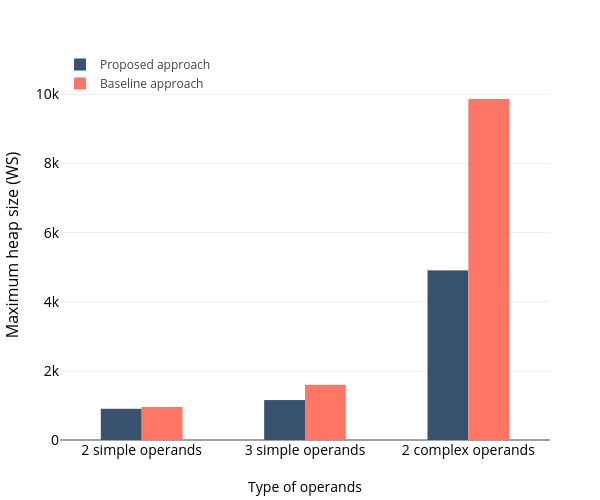 Proposed approach
Baseline approach
10k
8k
6k
4k
2k
0
Maximum heap size (WS)
2 simple operands
3 simple operands
2 complex operands
Type of operands